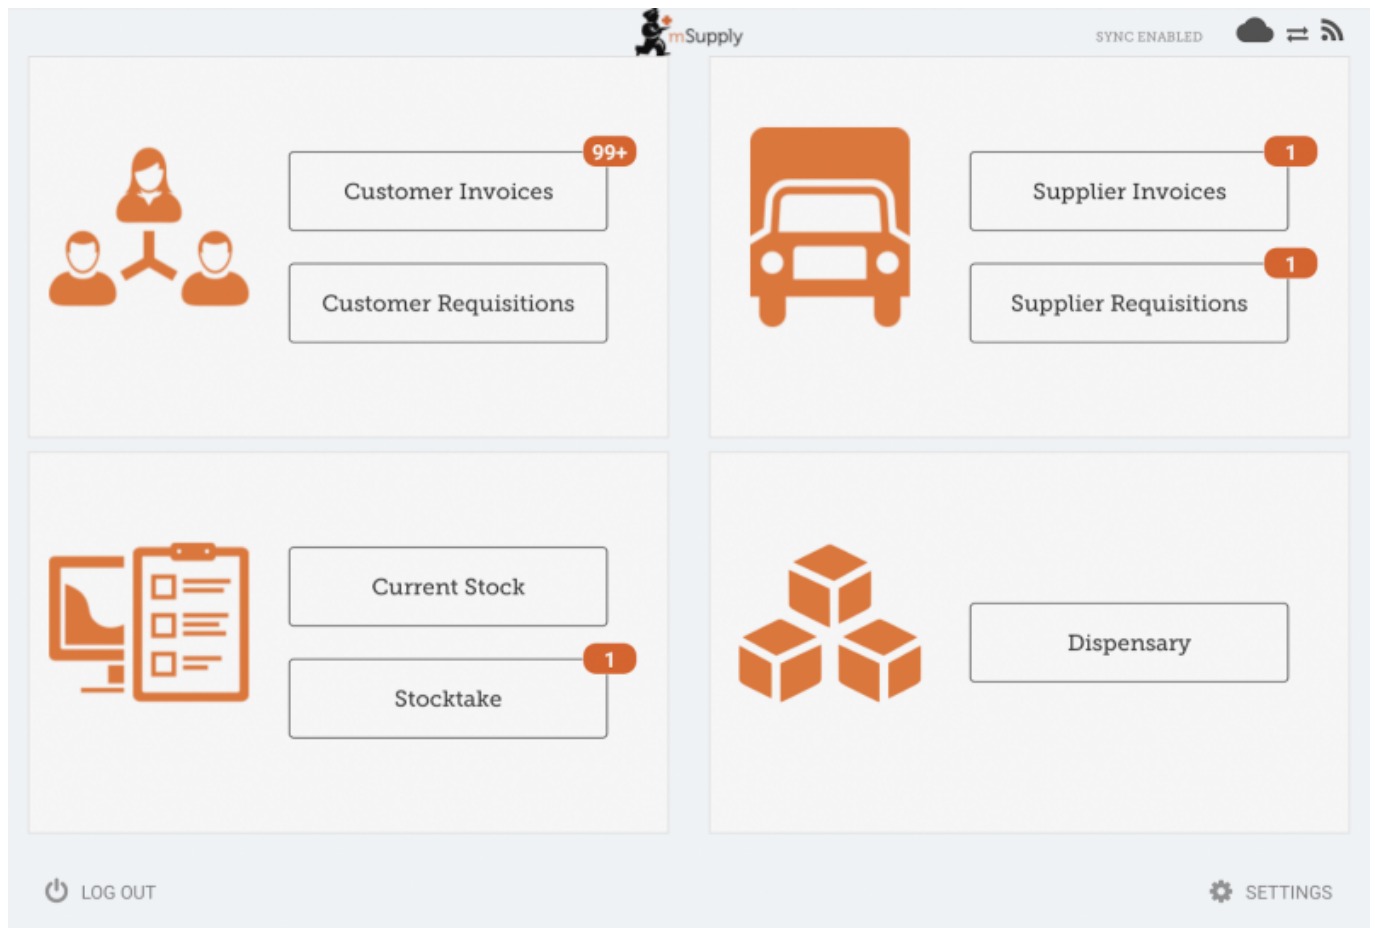 mSupply
SYNC ENABLED
99+
Customer Invoices
Customer Requisitions
1
Supplier Invoices
1
Supplier Requisitions
Current Stock
1
Stocktake
Dispensary
LOG OUT
SETTINGS